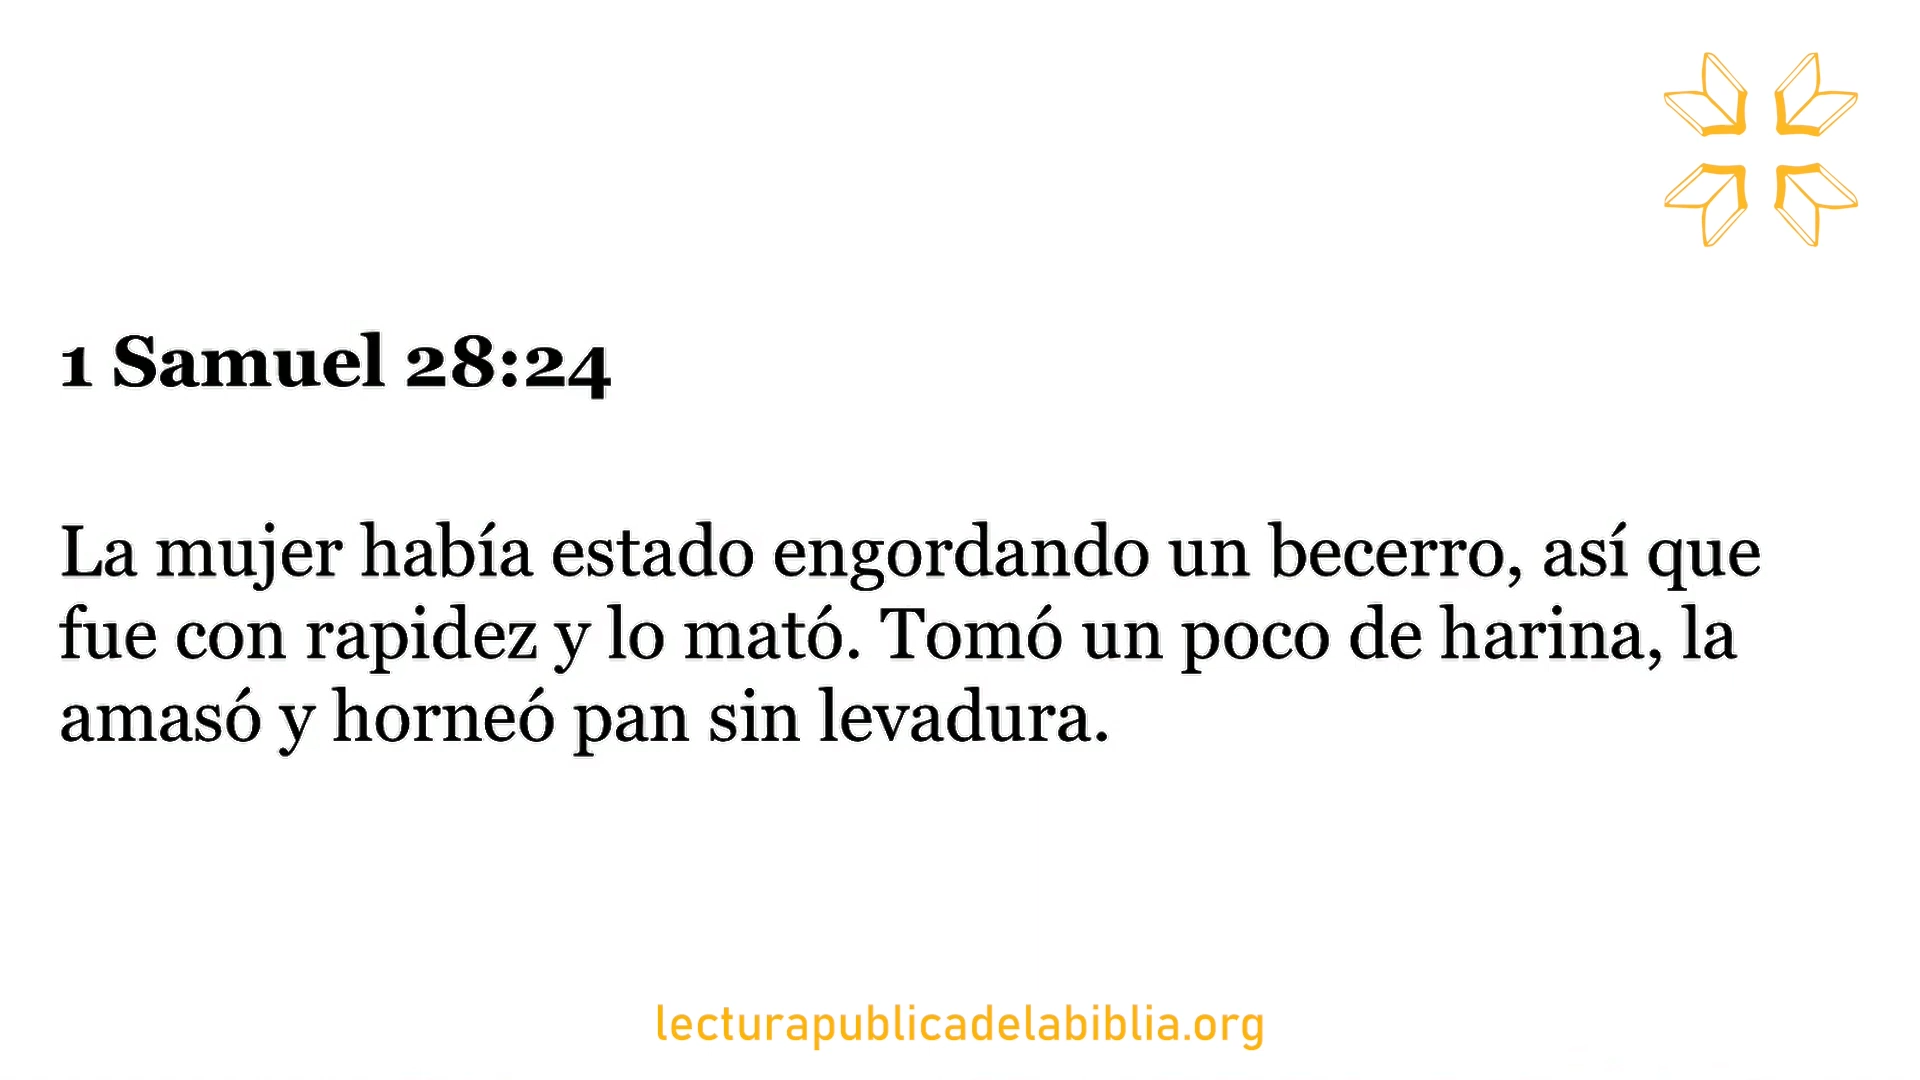 1 Samuel 28:24
La mujer había estado engordando un becerro, así que
fue con rapidez y lo mató. Tomó un poco de harina, la
amasó y horneó pan sin levadura.
lecturapublicadelabiblia.org